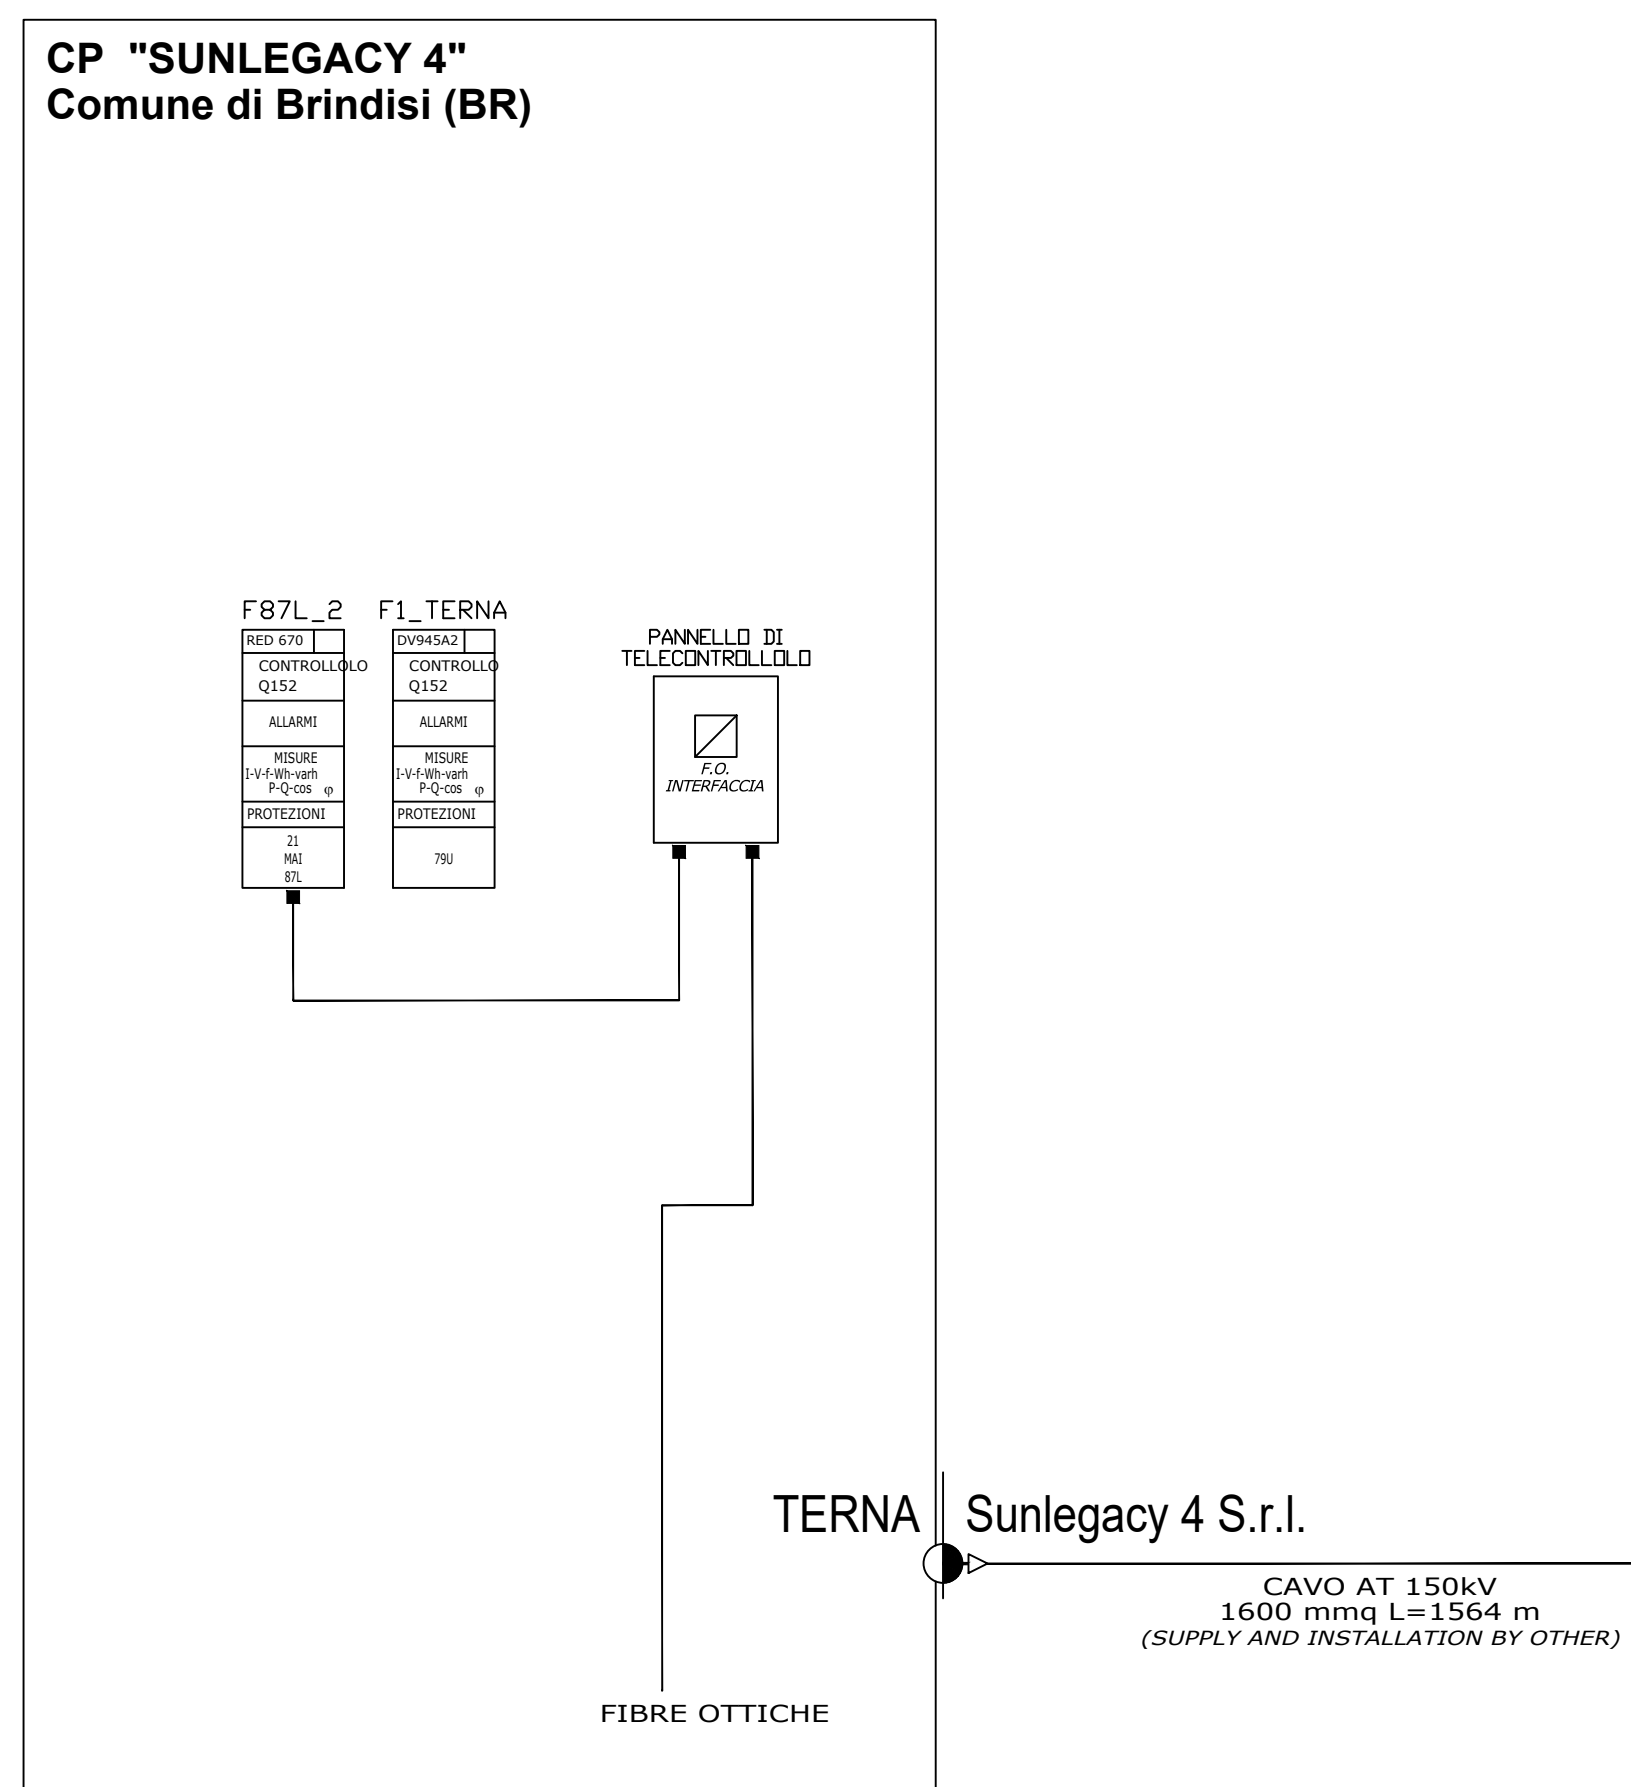 CP "SUNLEGACY 4"
Comune di Brindisi (BR)
F87L_2
RED 670
CONTROLLOLO
Q152
ALLARMI
MISURE
I-V-f-Wh-varh
P-Q-cos φ
PROTEZIONI
21
MAI
87L
F1_TERNA
DV945A2
CONTROLLO
Q152
ALLARMI
MISURE
I-V-f-Wh-varh
P-Q-cos φ
PROTEZIONI
79U
PANNELLO DI
TELECONTROLLOLO
F.O.
INTERFACCIA
TERNA
Sunlegacy 4 S.r.l.
CAVO AT 150kV
1600 mmq L=1564 m
(SUPPLY AND INSTALLATION BY OTHER)
FIBRE OTTICHE